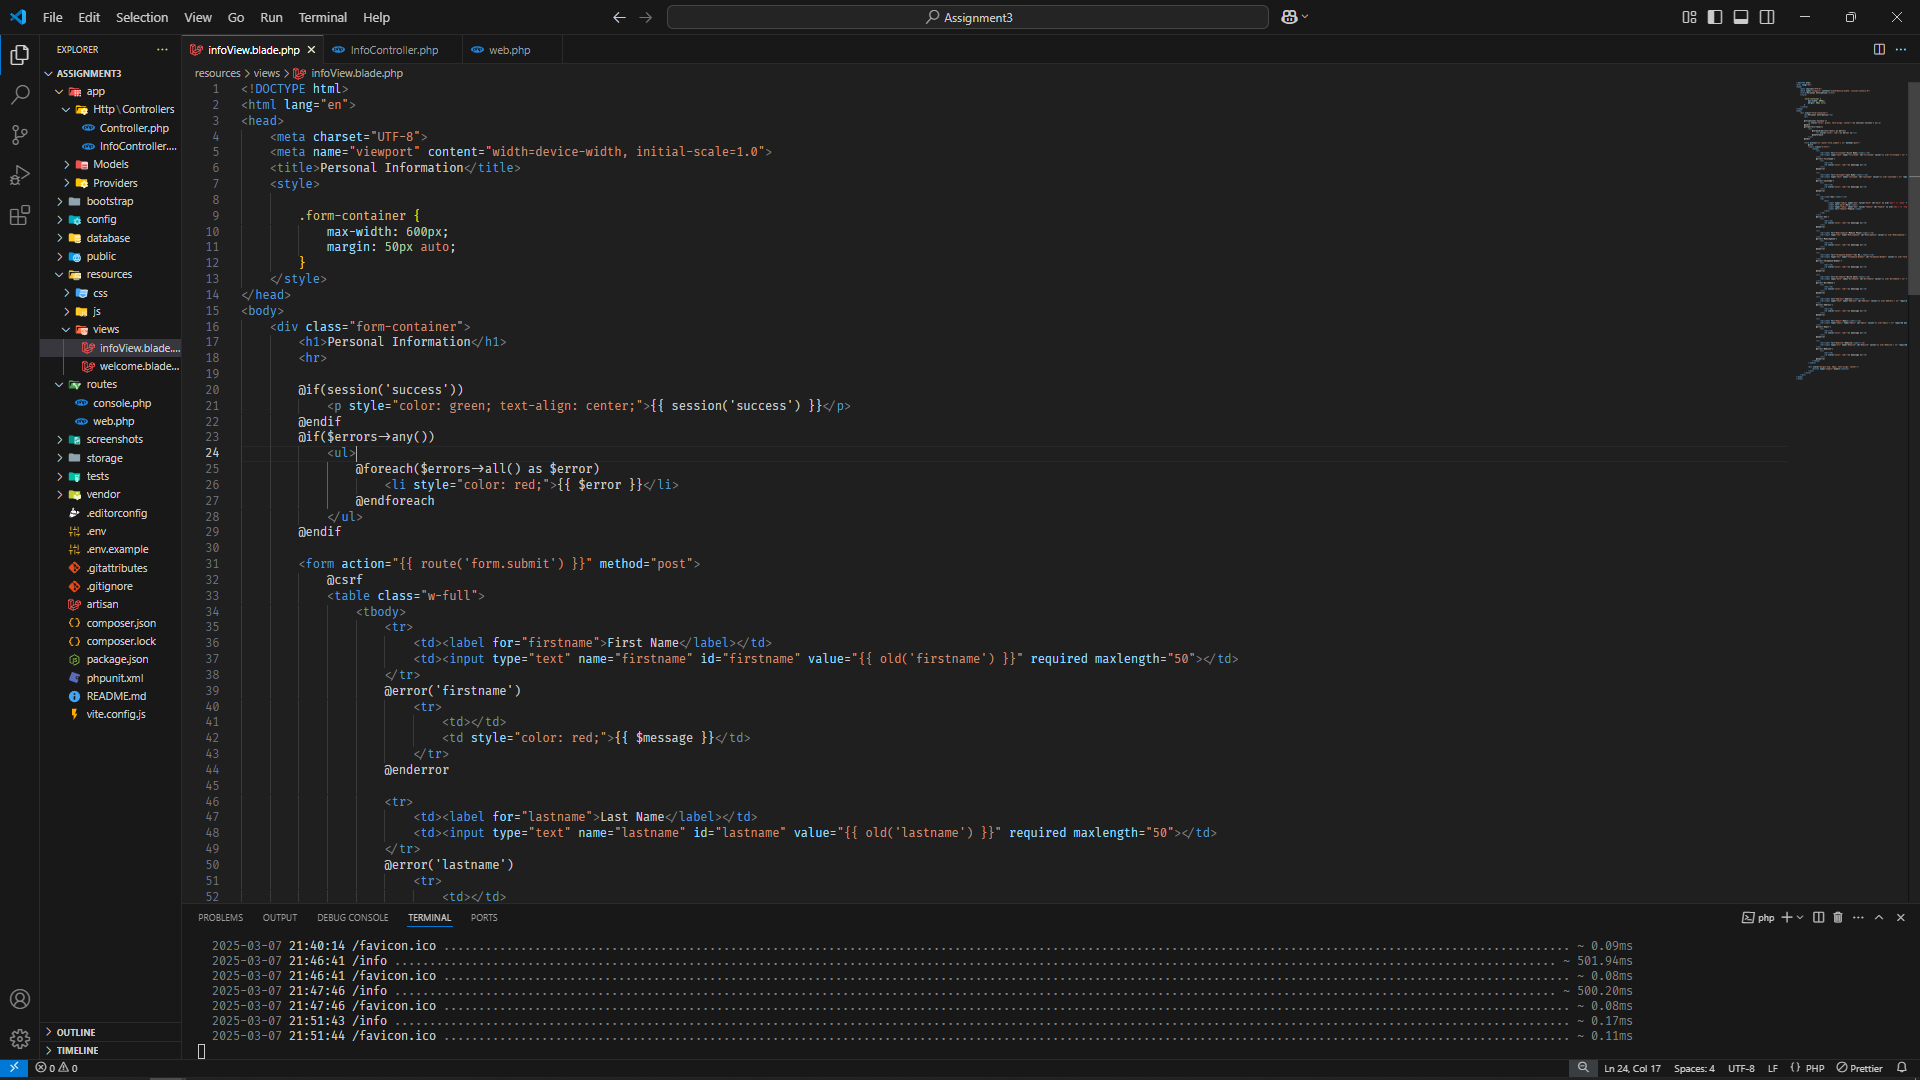 File Edit Selection View Go Run Terminal Help
Assignment3
EXPLORER
ASSIGNMENT3
app
Http\Controllers
Controller.php
InfoController....
Models
Providers
bootstrap
config
database
public
resources
css
js
views
infoView.blade....
welcome.blade...
routes
console.php
web.php
screenshots
storage
tests
vendor
.editorconfig
.env
.env.example
.gitattributes
.gitignore
artisan
composer.json
composer.lock
package.json
phpunit.xml
README.md
vite.config.js
OUTLINE
TIMELINE
infoView.blade.php InfoController.php web.php
resources > views > infoView.blade.php
1 <!DOCTYPE html>
2 <html lang="en">
3 <head>
4 <meta charset="UTF-8">
5 <meta name="viewport" content="width=device-width, initial-scale=1.0">
6 <title>Personal Information</title>
7 <style>
8
9 .form-container {
10 max-width: 600px;
11 margin: 50px auto;
12 }
13 </style>
14 </head>
15 <body>
16 <div class="form-container">
17 <h1>Personal Information</h1>
18 <hr>
19
20 @if(session('success'))
21 <p style="color: green; text-align: center;">{{ session('success') }}</p>
22 @endif
23 @if($errors->any())
24 <ul>
25 @foreach($errors->all() as $error)
26 <li style="color: red;">{{ $error }}</li>
27 @endforeach
28 </ul>
29 @endif
30
31 <form action="{{ route('form.submit') }}" method="post">
32 @csrf
33 <table class="w-full">
34 <tbody>
35 <tr>
36 <td><label for="firstname">First Name</label></td>
37 <td><input type="text" name="firstname" id="firstname" value="{{ old('firstname') }}" required maxlength="50"></td>
38 </tr>
39 @error('firstname')
40 <tr>
41 <td></td>
42 <td style="color: red;">{{ $message }}</td>
43 </tr>
44 @enderror
45
46 <tr>
47 <td><label for="lastname">Last Name</label></td>
48 <td><input type="text" name="lastname" id="lastname" value="{{ old('lastname') }}" required maxlength="50"></td>
49 </tr>
50 @error('lastname')
51 <tr>
52 <td></td>
PROBLEMS OUTPUT DEBUG CONSOLE TERMINAL PORTS
php
2025-03-07 21:40:14 /favicon.ico ~ 0.09ms
2025-03-07 21:46:41 /info ~ 501.94ms
2025-03-07 21:46:41 /favicon.ico ~ 0.08ms
2025-03-07 21:47:46 /info ~ 500.20ms
2025-03-07 21:47:46 /favicon.ico ~ 0.08ms
2025-03-07 21:51:43 /info ~ 0.17ms
2025-03-07 21:51:44 /favicon.ico ~ 0.11ms
0 0
Ln 24, Col 17 Spaces: 4 UTF-8 LF {} PHP Prettier